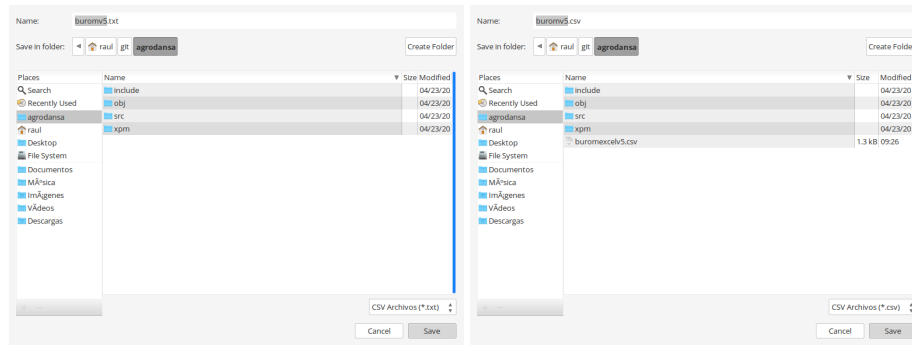 Name: buromv5.txt
Save in folder: raul git agrodansa Create Folder
Places Name Size Modified
Search include 04/23/20
Recently Used obj 04/23/20
agrodansa src 04/23/20
raul xpm 04/23/20
Desktop
File System
Documentos
MÃºsica
ImÃ¡genes
VÃ­deos
Descargas
CSV Archivos (*.txt)
Cancel Save
Name: buromv5.csv
Save in folder: raul git agrodansa Create Folde
Places Name Size Modified
Search include 04/23/20
Recently Used obj 04/23/20
agrodansa src 04/23/20
raul xpm 04/23/20
Desktop buromexcelv5.csv 1.3 kB 09:26
File System
Documentos
MÃºsica
ImÃ¡genes
VÃ­deos
Descargas
CSV Archivos (*.csv)
Cancel Save